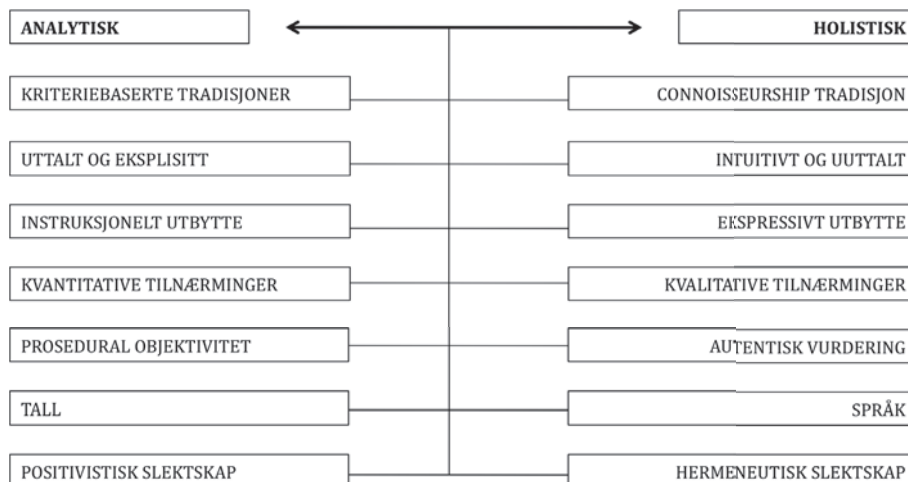 ANALYTISK HOLISTISK
KRITERIEBASERTE TRADISJONER CONNOISSEURSHIP TRADISJON
UTTALT OG EKSPLISITT INTUITIVT OG UUTTALT
INSTRUKSJONELT UTBYTTE EKSPRESSIVT UTBYTTE
KVANTITATIVE TILNÆRMINGER KVALITATIVE TILNÆRMINGER
PROSEDURAL OBJEKTIVITET AUTENTISK VURDERING
TALL SPRÅK
POSITIVISTISK SLEKTSKAP HERMENEUTISK SLEKTSKAP